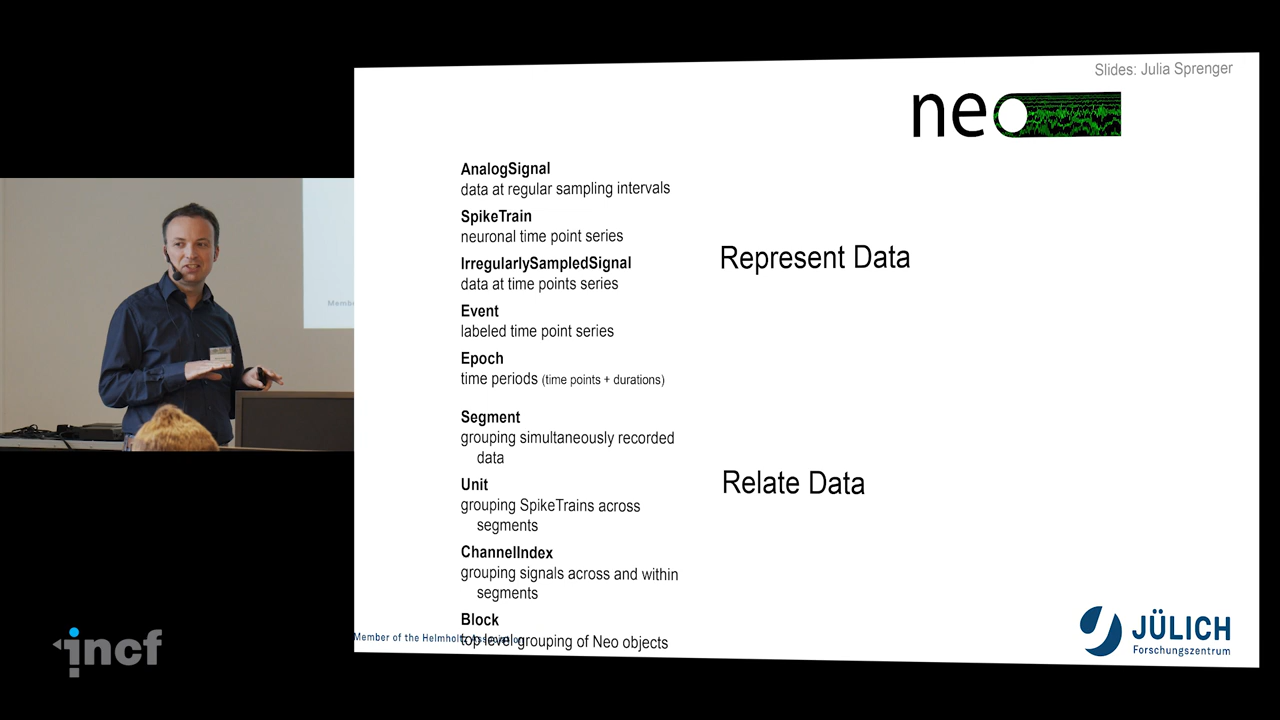 Slides: Julia Sprenger
neo
AnalogSignal
data at regular sampling intervals
SpikeTrain
neuronal time point series
IrregularlySampledSignal
data at time points series
Event
labeled time point series
Epoch
time periods (time points + durations)
Represent Data
Segment
grouping simultaneously recorded
data
Unit
grouping SpikeTrains across
segments
ChannelIndex
grouping signals across and within
segments
Block
top level grouping of Neo objects
Relate Data
Member of the Helmholtz Association
JÜLICH
Forschungszentrum
incf
Membe